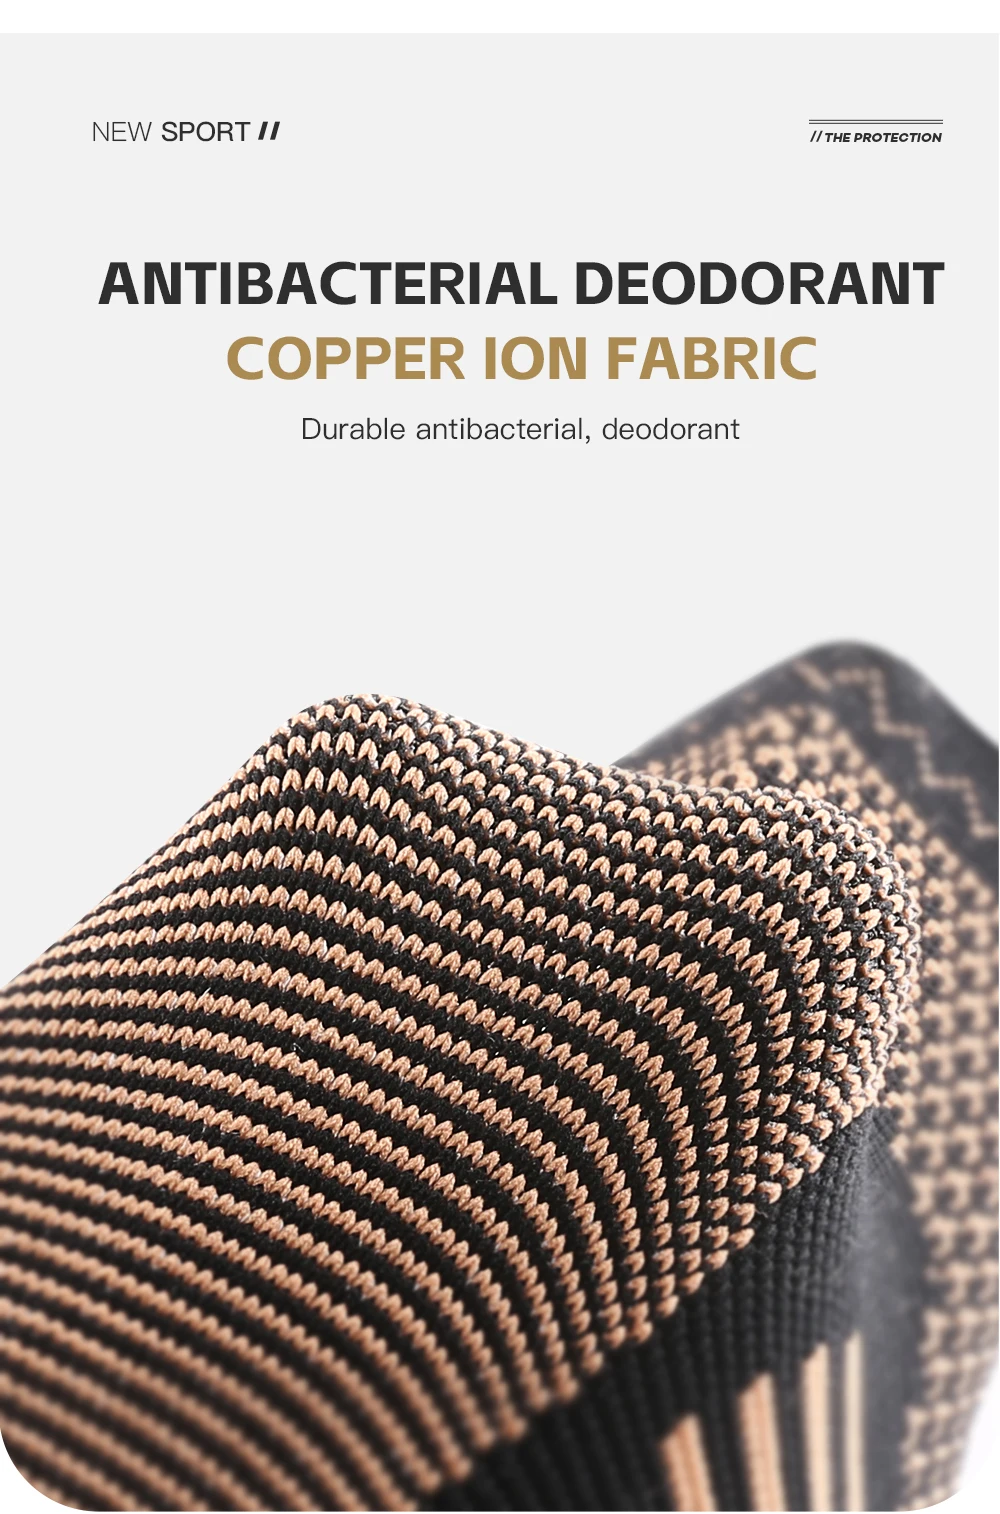 NEW SPORT //
// THE PROTECTION
ANTIBACTERIAL DEODORANT
COPPER ION FABRIC
Durable antibacterial, deodorant